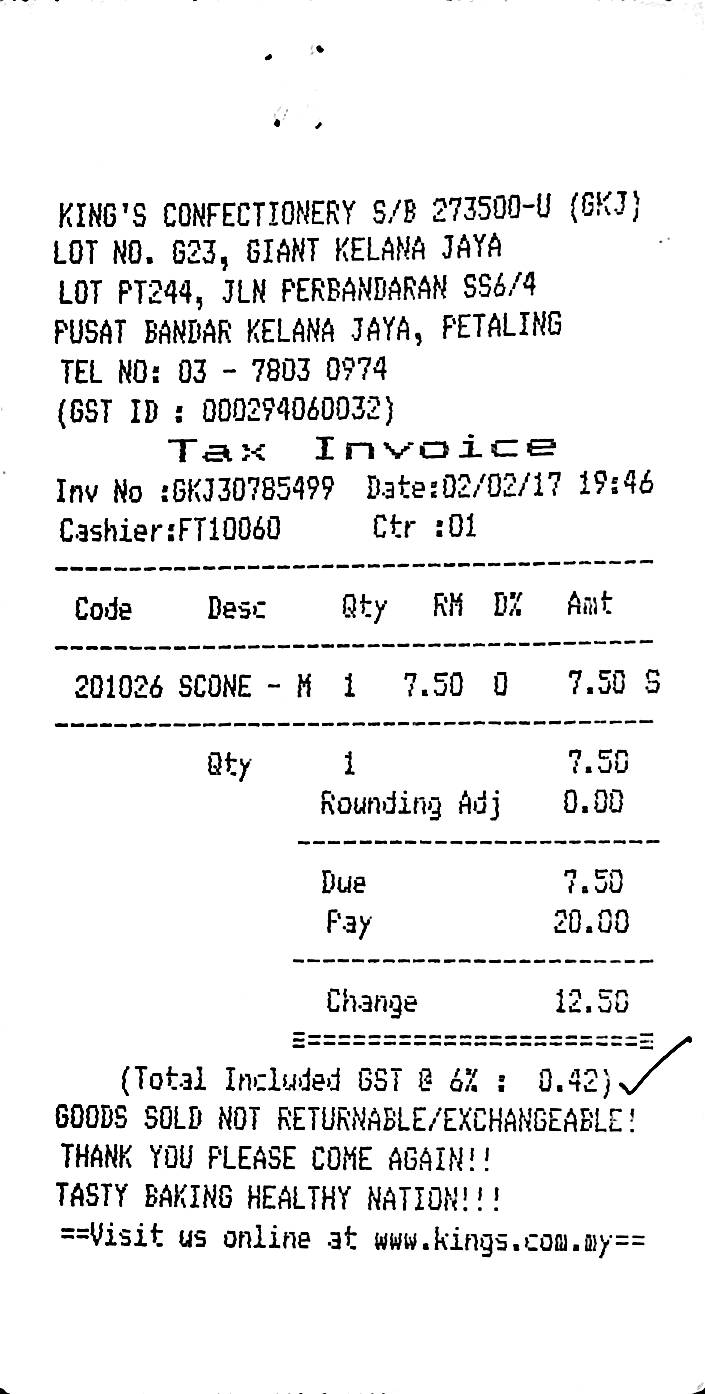 KING'S CONFECTIONERY S/B 273500-U (GKJ)
LOT NO. G23, GIANT KELANA JAYA
LOT PT244, JLN PERBANDARAN SS6/4
PUSAT BANDAR KELANA JAYA, PETALING
TEL NO: 03 - 7803 0974
(GST ID : 000294060032)
Tax Invoice
Inv No :GKJ30785499 Date:02/02/17 19:46
Cashier:FT10060 Ctr :01
----------------------------------------
Code Desc Qty RM D% Amt
----------------------------------------
201026 SCONE - M 1 7.50 0 7.50 S
----------------------------------------
Qty 1 7.50
Rounding Adj 0.00
------------------------
Due 7.50
Pay 20.00
------------------------
Change 12.50
========================
(Total Included GST @ 6% : 0.42)
GOODS SOLD NOT RETURNABLE/EXCHANGEABLE!
THANK YOU PLEASE COME AGAIN!!
TASTY BAKING HEALTHY NATION!!!
==Visit us online at www.kings.com.my==